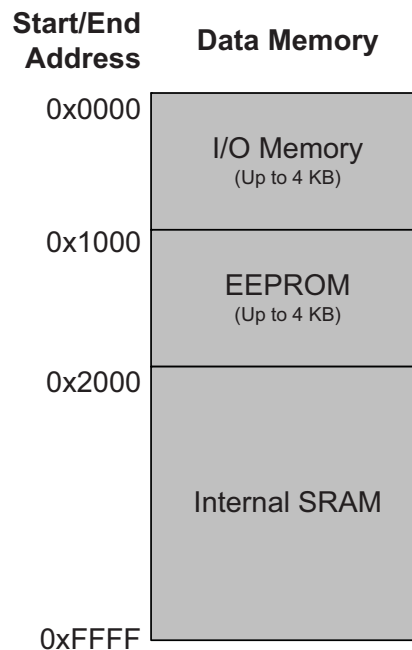 Start/End
Address
Data Memory
0x0000
I/O Memory
(Up to 4 KB)
0x1000
EEPROM
(Up to 4 KB)
0x2000
Internal SRAM
0xFFFF